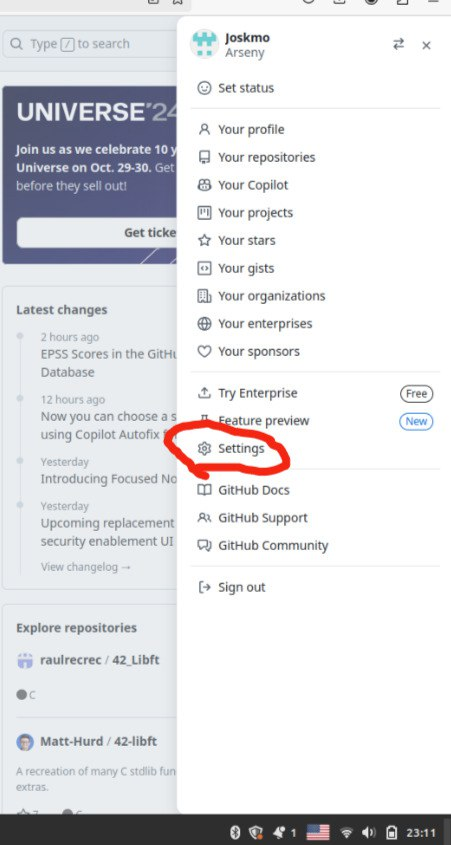 Type / to search
Joskmo
Arseny
Set status
Your profile
Your repositories
Your Copilot
Your projects
Your stars
Your gists
Your organizations
Your enterprises
Your sponsors
Try Enterprise Free
Feature preview New
Settings
GitHub Docs
GitHub Support
GitHub Community
Sign out
UNIVERSE'24
Join us as we celebrate 10 y
Universe on Oct. 29-30. Get
before they sell out!
Get ticke
Latest changes
2 hours ago
EPSS Scores in the GitHu
Database
12 hours ago
Now you can choose a s
using Copilot Autofix f
Yesterday
Introducing Focused No
Yesterday
Upcoming replacement
security enablement UI
View changelog →
Explore repositories
raulrecrec / 42_Libft
C
Matt-Hurd / 42-libft
A recreation of many C stdlib fun
extras.
1 23:11